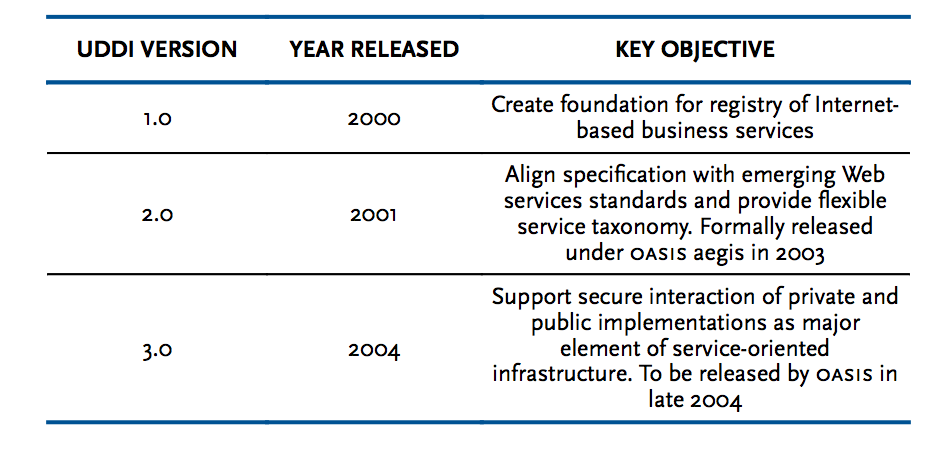 UDDI VERSION YEAR RELEASED KEY OBJECTIVE
1.0 2000 Create foundation for registry of Internet-
based business services
2.0 2001 Align specification with emerging Web
services standards and provide flexible
service taxonomy. Formally released
under OASIS aegis in 2003
3.0 2004 Support secure interaction of private and
public implementations as major
element of service-oriented
infrastructure. To be released by OASIS in
late 2004